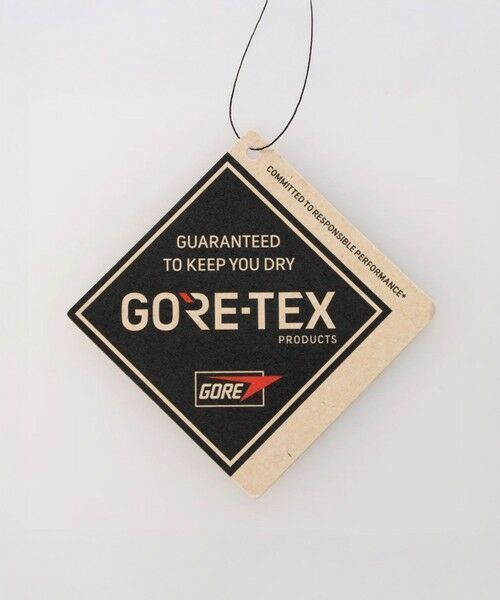 COMMITTED TO RESPONSIBLE PERFORMANCE*
GUARANTEED
TO KEEP YOU DRY
GORE-TEX
PRODUCTS
GORE